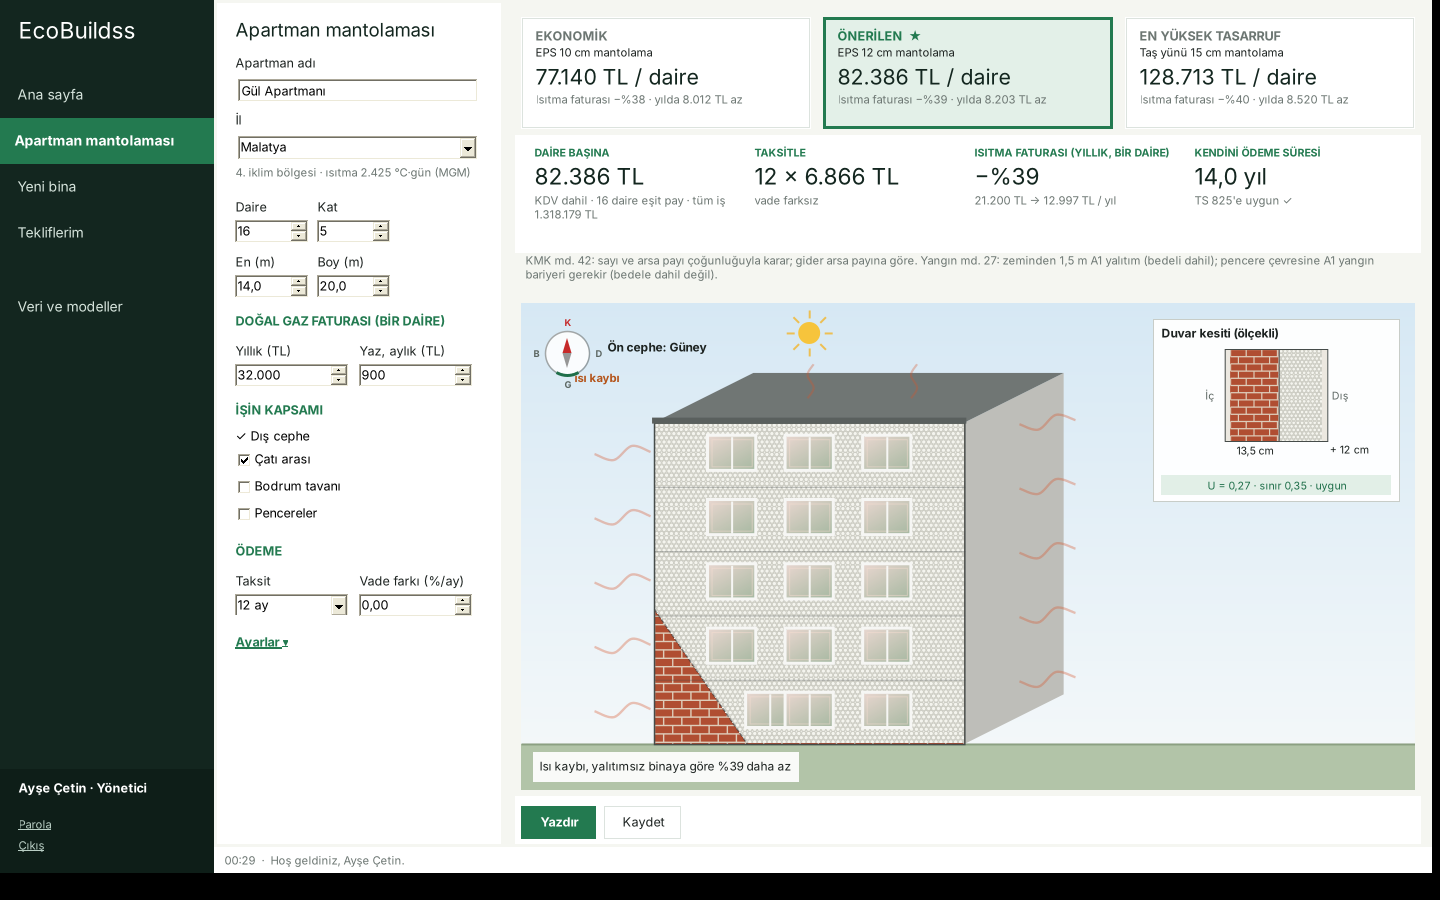 EcoBuildss
Ana sayfa
Apartman mantolaması
Yeni bina
Tekliflerim
Veri ve modeller
Ayşe Çetin · Yönetici
Parola
Çıkış
Apartman mantolaması
Apartman adı
Gül Apartmanı
İl
Malatya
4. iklim bölgesi · ısıtma 2.425 °C·gün (MGM)
Daire Kat
16 5
En (m) Boy (m)
14,0 20,0
DOĞAL GAZ FATURASI (BİR DAİRE)
Yıllık (TL) Yaz, aylık (TL)
32.000 900
İŞİN KAPSAMI
✓ Dış cephe
Çatı arası
Bodrum tavanı
Pencereler
ÖDEME
Taksit Vade farkı (%/ay)
12 ay 0,00
Ayarlar ▾
EKONOMİK
EPS 10 cm mantolama
77.140 TL / daire
Isıtma faturası −%38 · yılda 8.012 TL az
ÖNERİLEN ★
EPS 12 cm mantolama
82.386 TL / daire
Isıtma faturası −%39 · yılda 8.203 TL az
EN YÜKSEK TASARRUF
Taş yünü 15 cm mantolama
128.713 TL / daire
Isıtma faturası −%40 · yılda 8.520 TL az
DAİRE BAŞINA
82.386 TL
KDV dahil · 16 daire eşit pay · tüm iş
1.318.179 TL
TAKSİTLE
12 × 6.866 TL
vade farksız
ISITMA FATURASI (YILLIK, BİR DAİRE)
−%39
21.200 TL → 12.997 TL / yıl
KENDİNİ ÖDEME SÜRESİ
14,0 yıl
TS 825'e uygun ✓
KMK md. 42: sayı ve arsa payı çoğunluğuyla karar; gider arsa payına göre. Yangın md. 27: zeminden 1,5 m A1 yalıtım (bedeli dahil); pencere çevresine A1 yangın
bariyeri gerekir (bedele dahil değil).
K
B D
G
Ön cephe: Güney
ısı kaybı
Duvar kesiti (ölçekli)
İç Dış
13,5 cm + 12 cm
U = 0,27 · sınır 0,35 · uygun
Isı kaybı, yalıtımsız binaya göre %39 daha az
Yazdır Kaydet
00:29 · Hoş geldiniz, Ayşe Çetin.